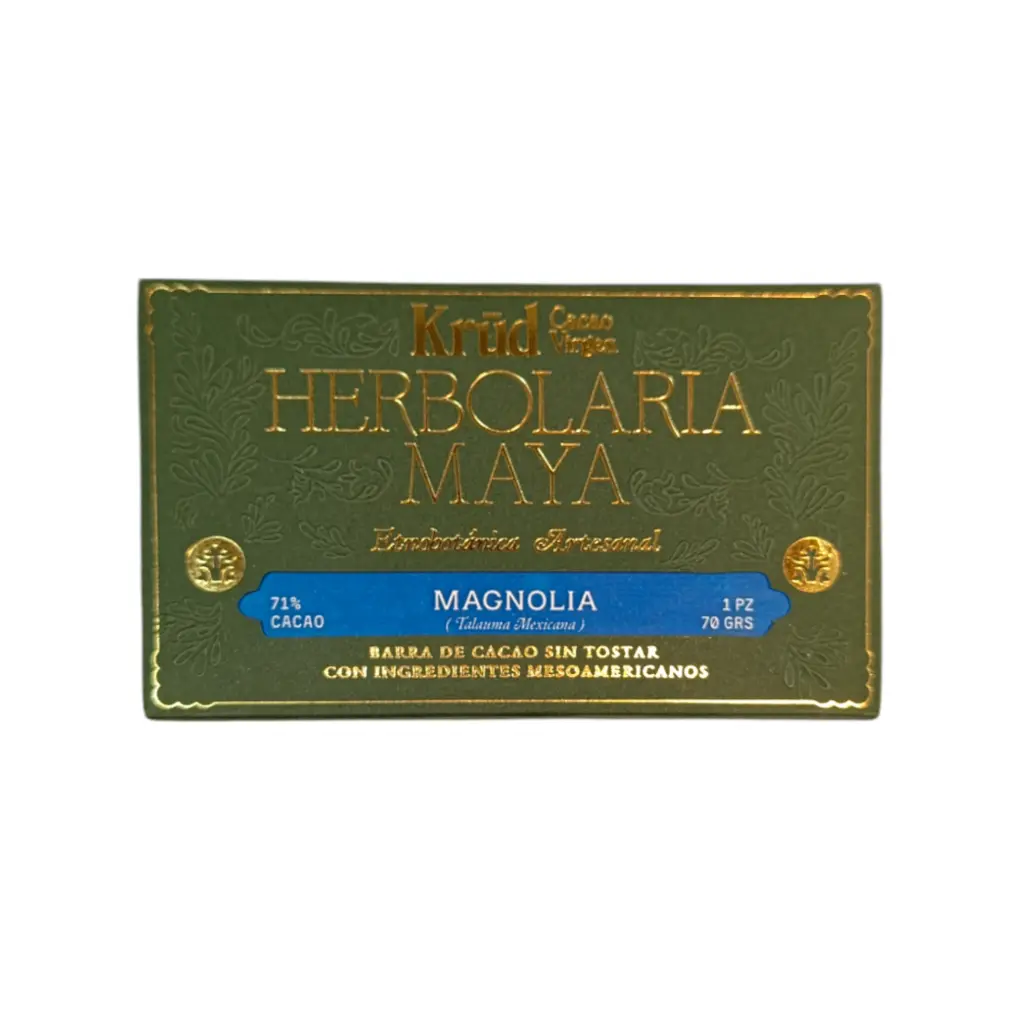 Krūd Cacao Virgen
HERBOLARIA
MAYA
Etnobotánica Artesanal
71% CACAO
MAGNOLIA
( Talauma Mexicana )
1 PZ
70 GRS
BARRA DE CACAO SIN TOSTAR
CON INGREDIENTES MESOAMERICANOS